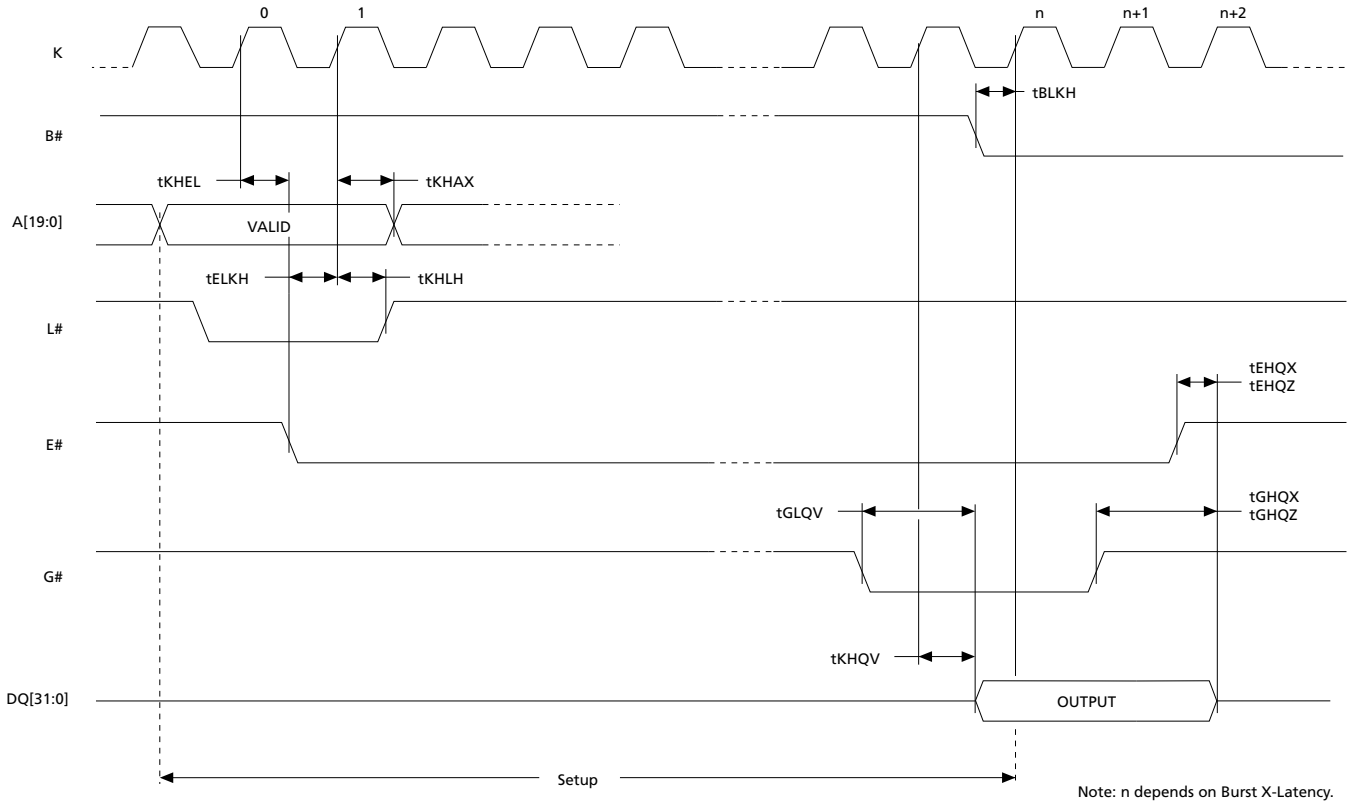 0 1 n n+1 n+2
K
tBLKH
B#
tKHEL tKHAX
A[19:0] VALID
tELKH tKHLH
L#
tEHQX
tEHQZ
E#
tGLQV tGHQX
tGHQZ
G#
tKHQV
DQ[31:0] OUTPUT
Setup
Note: n depends on Burst X-Latency.